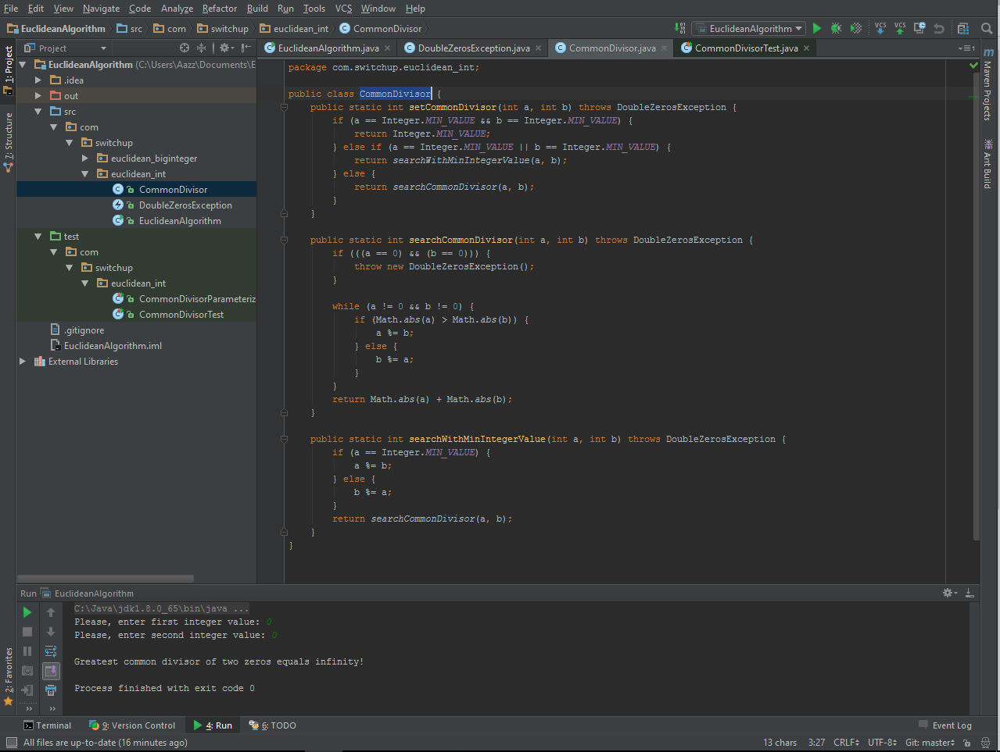 File Edit View Navigate Code Analyze Refactor Build Run Tools VCS Window Help
EuclideanAlgorithm src com switchup euclidean_int CommonDivisor EuclideanAlgorithm VCS VCS
1: Project
7: Structure
2: Favorites
Project
EuclideanAlgorithm (C:\Users\Aazz\Documents\E
.idea
out
src
com
switchup
euclidean_biginteger
euclidean_int
CommonDivisor
DoubleZerosException
EuclideanAlgorithm
test
com
switchup
euclidean_int
CommonDivisorParameteriz
CommonDivisorTest
.gitignore
EuclideanAlgorithm.iml
External Libraries
EuclideanAlgorithm.java × DoubleZerosException.java × CommonDivisor.java × CommonDivisorTest.java ×
package com.switchup.euclidean_int;
public class CommonDivisor {
public static int setCommonDivisor(int a, int b) throws DoubleZerosException {
if (a == Integer.MIN_VALUE && b == Integer.MIN_VALUE) {
return Integer.MIN_VALUE;
} else if (a == Integer.MIN_VALUE || b == Integer.MIN_VALUE) {
return searchWithMinIntegerValue(a, b);
} else {
return searchCommonDivisor(a, b);
}
}
public static int searchCommonDivisor(int a, int b) throws DoubleZerosException {
if (((a == 0) && (b == 0))) {
throw new DoubleZerosException();
}
while (a != 0 && b != 0) {
if (Math.abs(a) > Math.abs(b)) {
a %= b;
} else {
b %= a;
}
}
return Math.abs(a) + Math.abs(b);
}
public static int searchWithMinIntegerValue(int a, int b) throws DoubleZerosException {
if (a == Integer.MIN_VALUE) {
a %= b;
} else {
b %= a;
}
return searchCommonDivisor(a, b);
}
}
Maven Projects
Ant Build
Run EuclideanAlgorithm
C:\Java\jdk1.8.0_65\bin\java ...
Please, enter first integer value: 0
Please, enter second integer value: 0
Greatest common divisor of two zeros equals infinity!
Process finished with exit code 0
Terminal 9: Version Control 4: Run 6: TODO Event Log
All files are up-to-date (16 minutes ago) 13 chars 3:27 CRLF UTF-8 Git: master